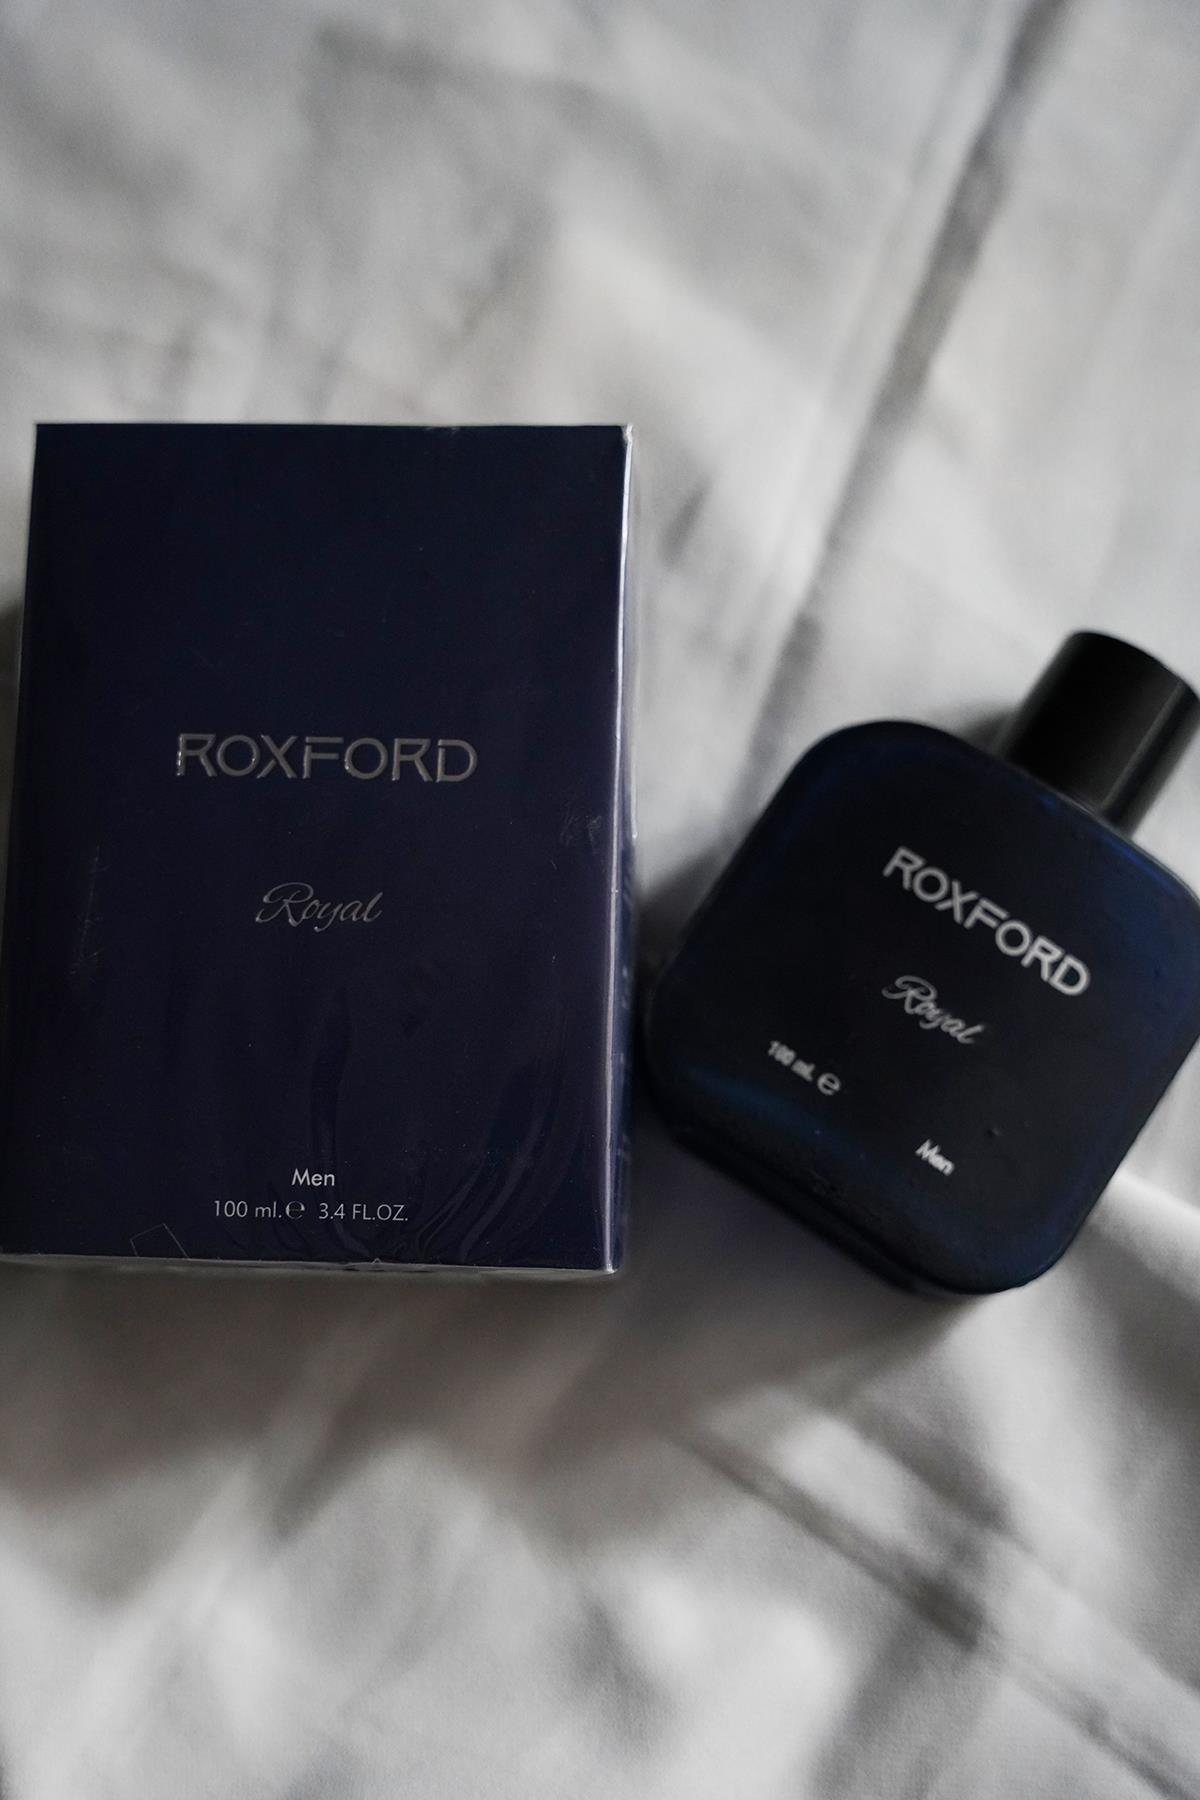 ROXFORD
Royal
Men
100 ml. ℮ 3.4 FL.OZ.
ROXFORD
Royal
100 ml. ℮
Men